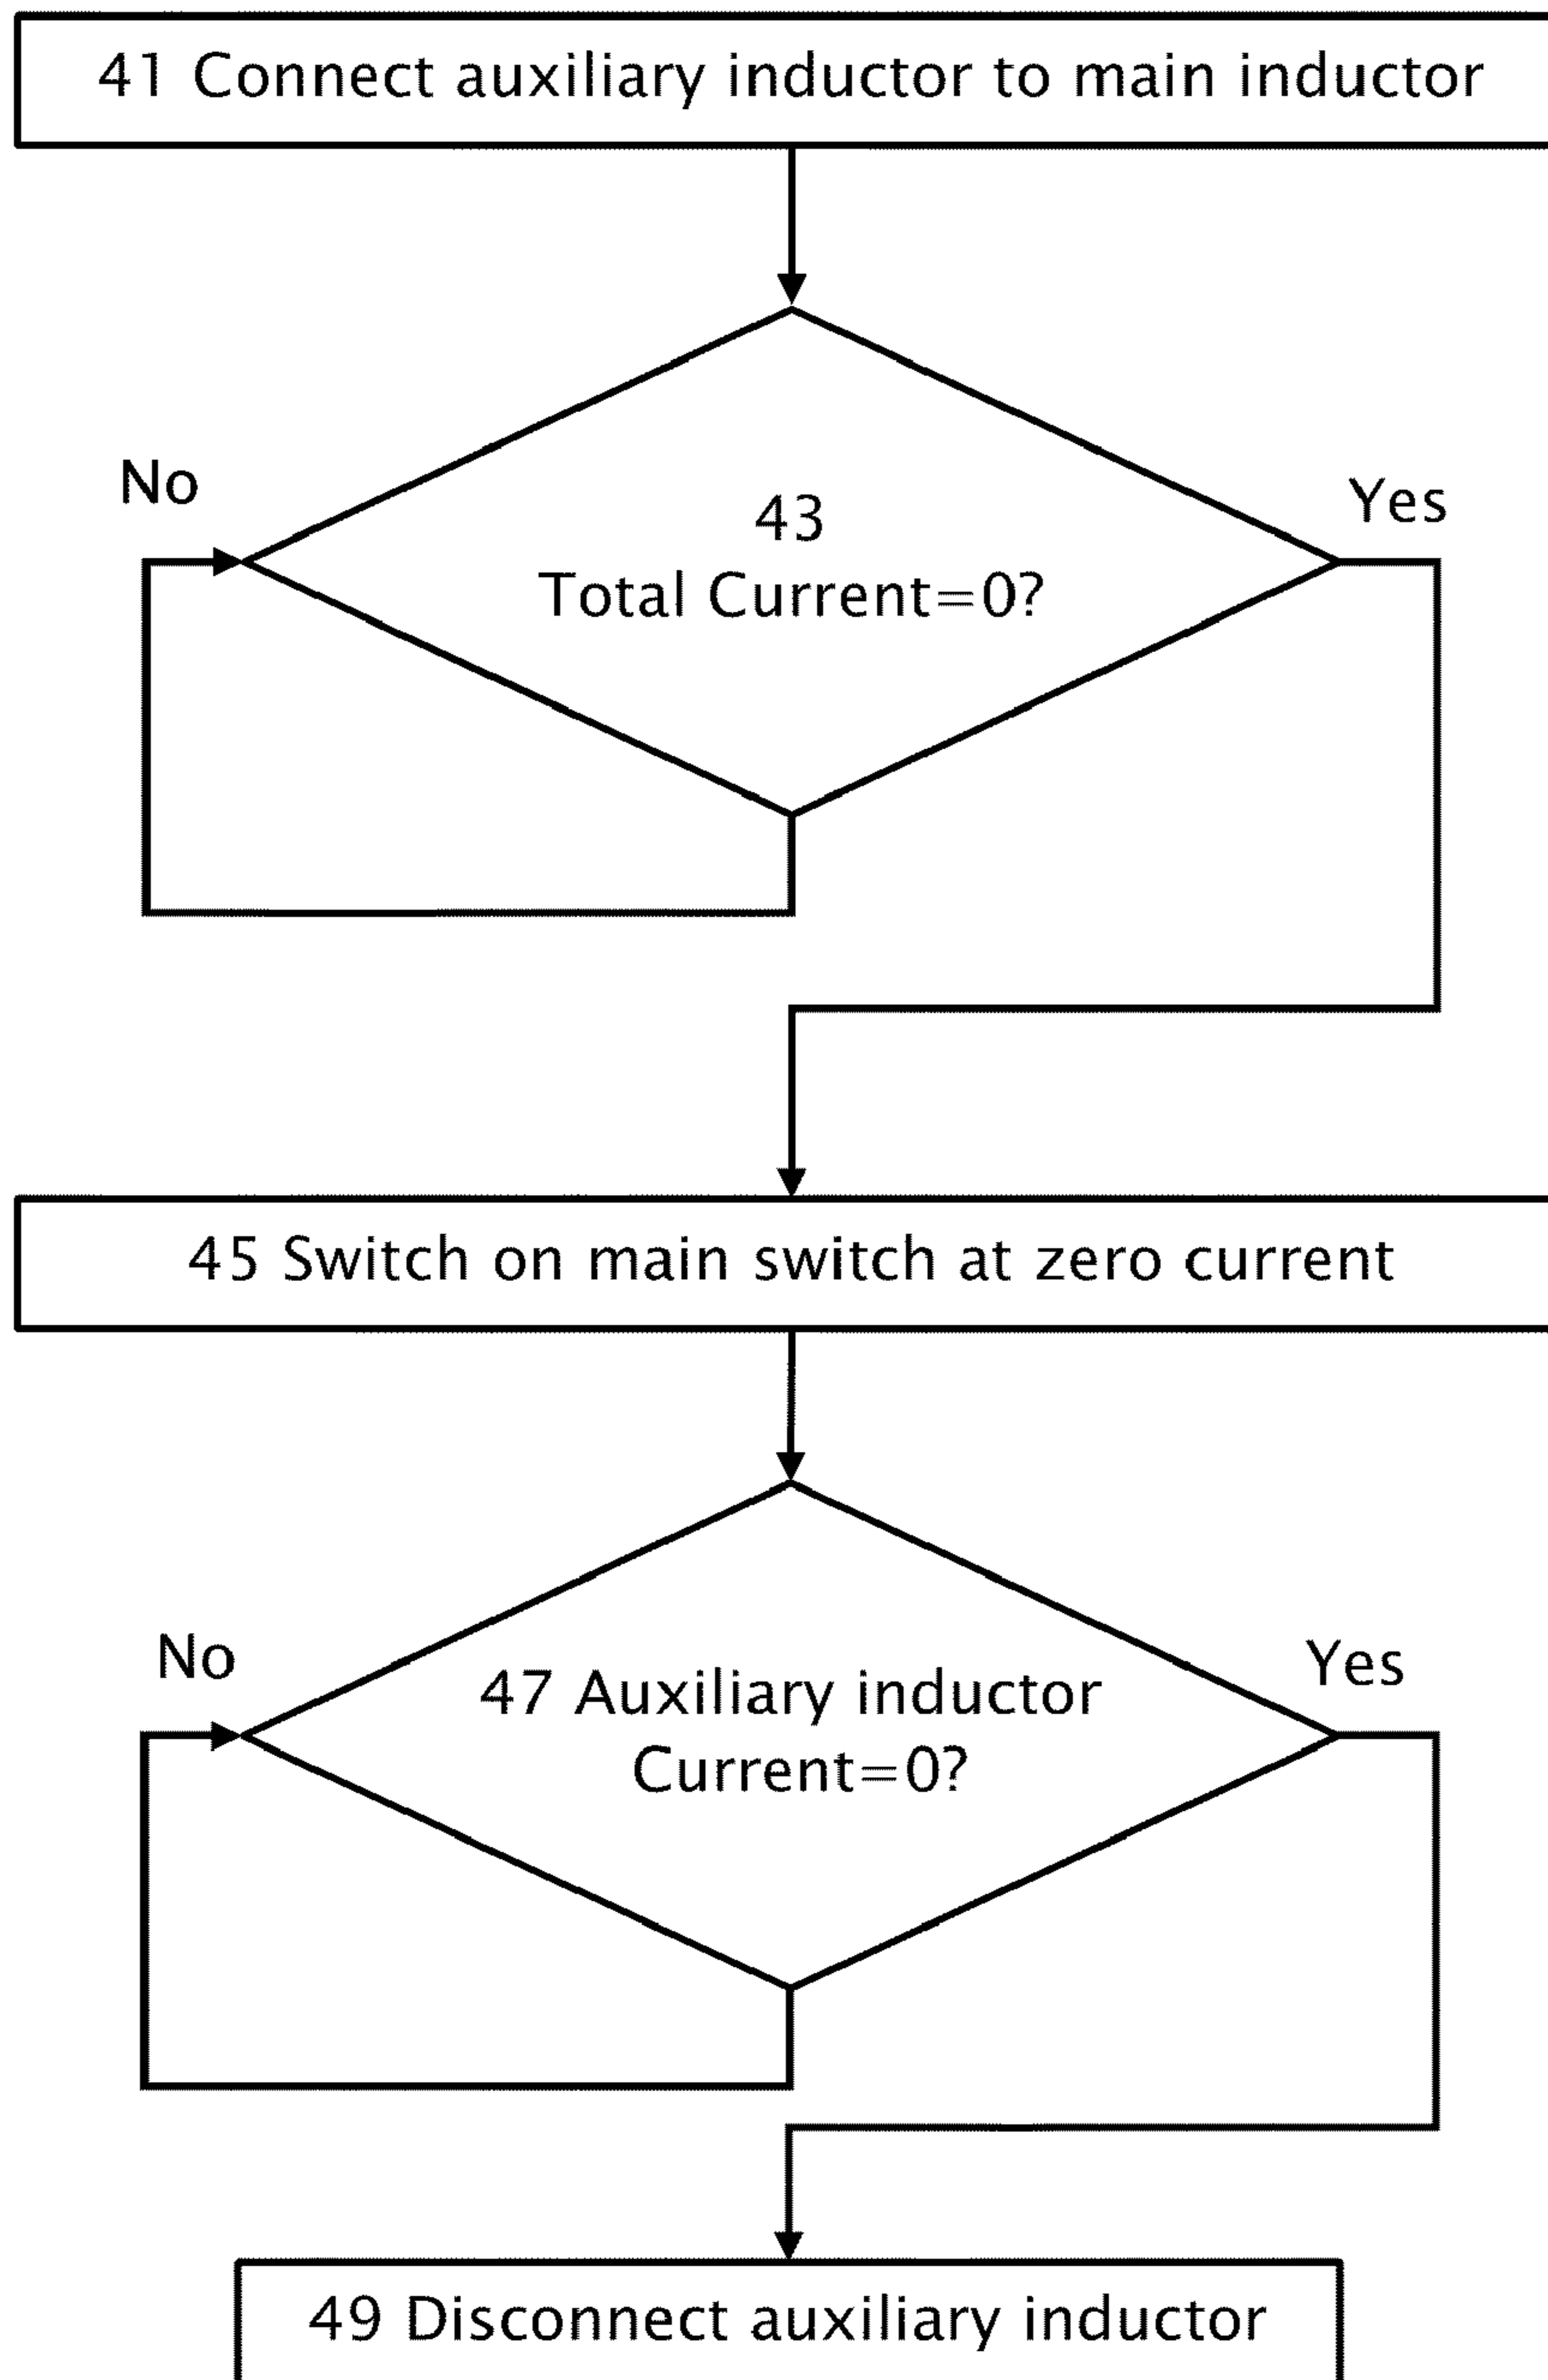 41 Connect auxiliary inductor to main inductor
No
Yes
43
Total Current=0?
45 Switch on main switch at zero current
No
Yes
47 Auxiliary inductor
Current=0?
49 Disconnect auxiliary inductor